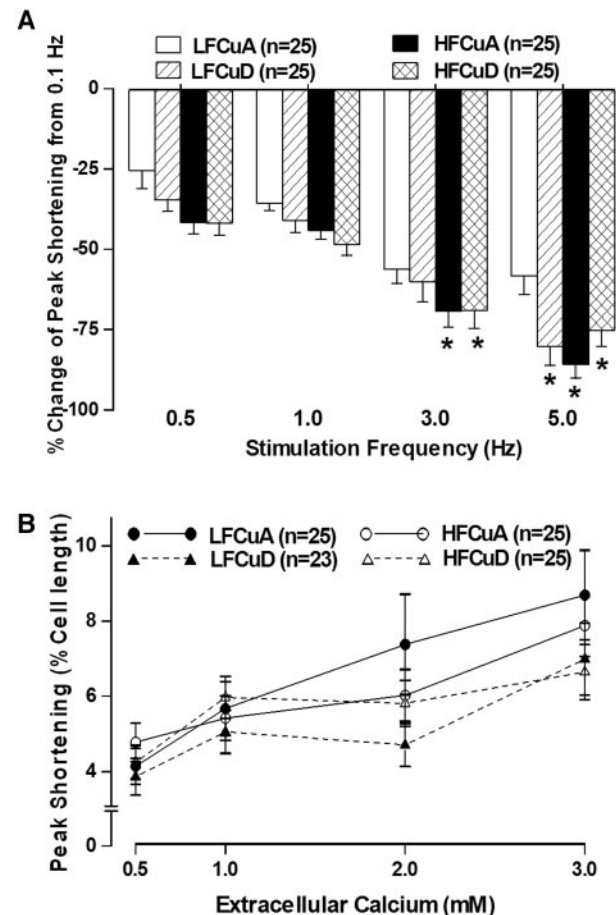 A
LFCuA (n=25) HFCuA (n=25)
LFCuD (n=25) HFCuD (n=25)
% Change of Peak Shortening from 0.1 Hz
0
-25
-50
-75
-100
* * * * *
0.5 1.0 3.0 5.0
Stimulation Frequency (Hz)
B
LFCuA (n=25) HFCuA (n=25)
LFCuD (n=23) HFCuD (n=25)
Peak Shortening (% Cell length)
10
8
6
4
0
0.5 1.0 2.0 3.0
Extracellular Calcium (mM)